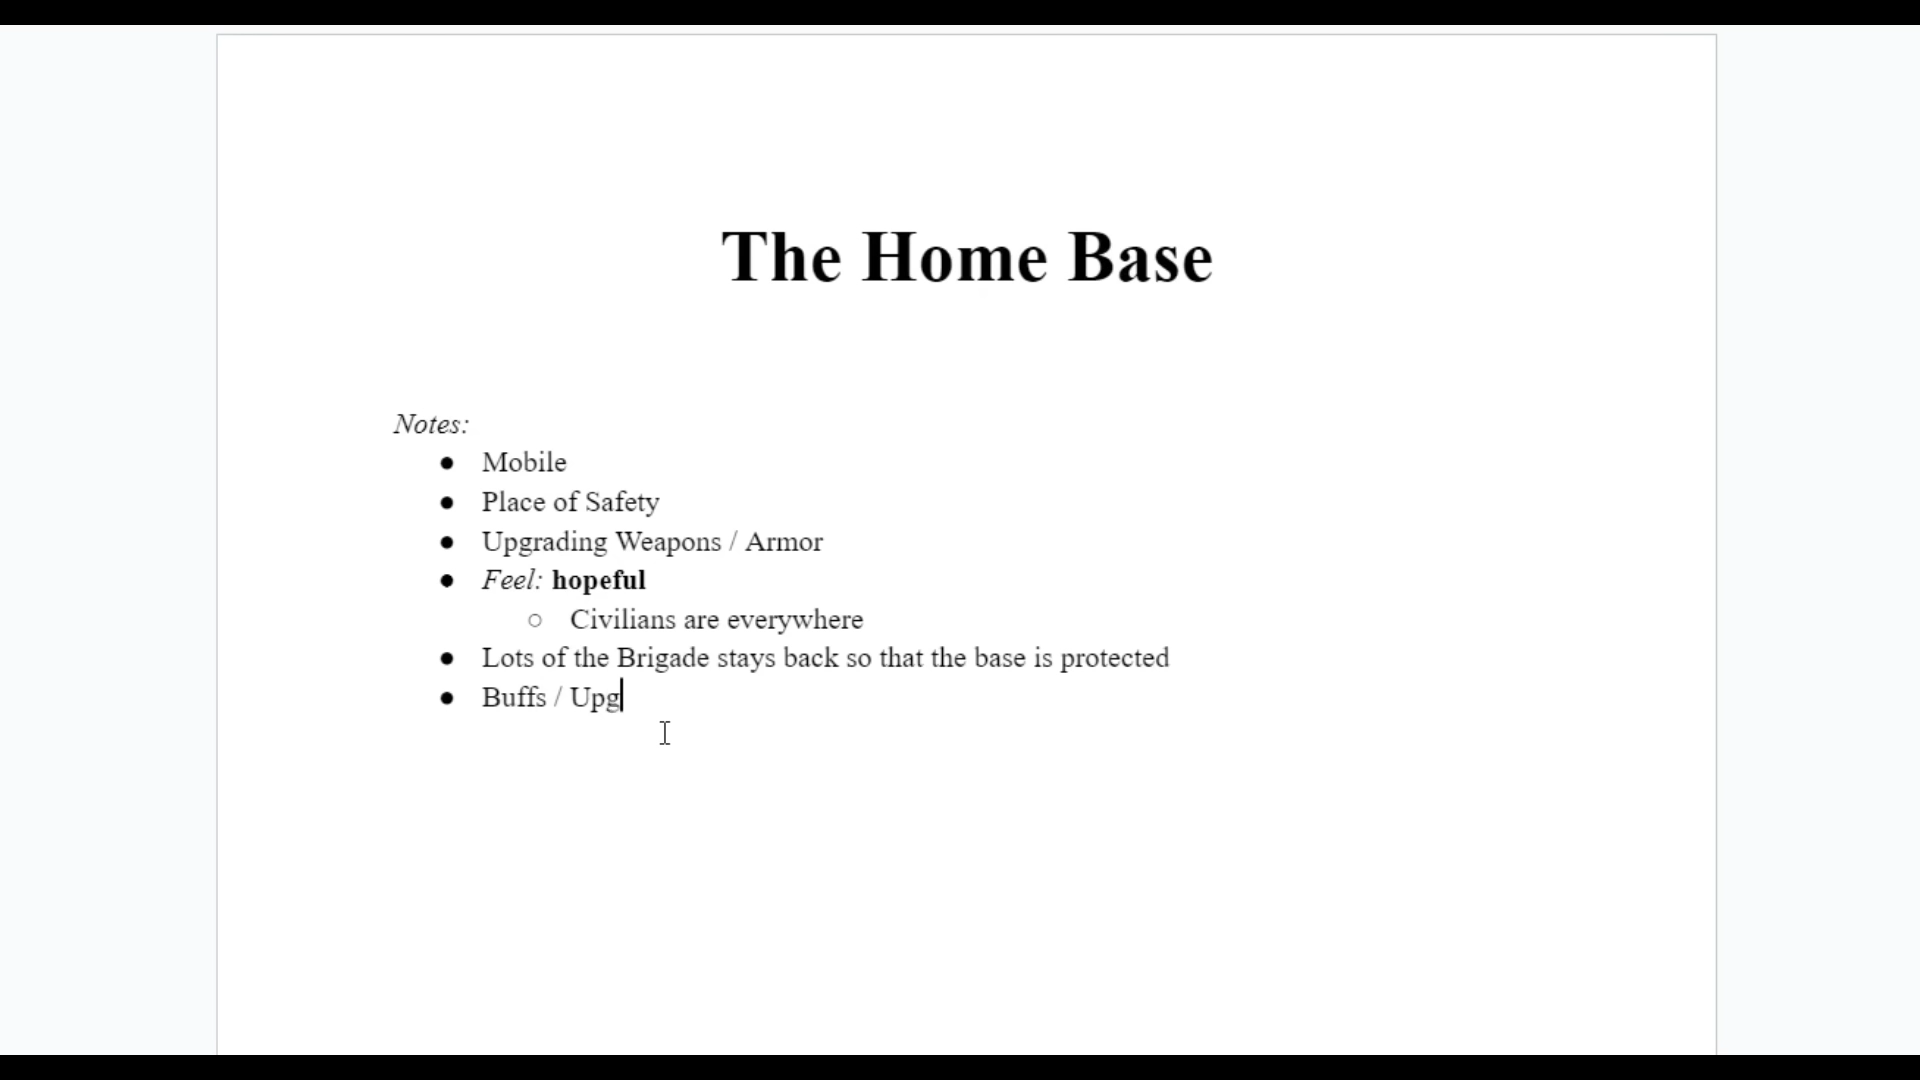 The Home Base
Notes:
● Mobile
● Place of Safety
● Upgrading Weapons / Armor
● Feel: hopeful
○ Civilians are everywhere
● Lots of the Brigade stays back so that the base is protected
● Buffs / Upg